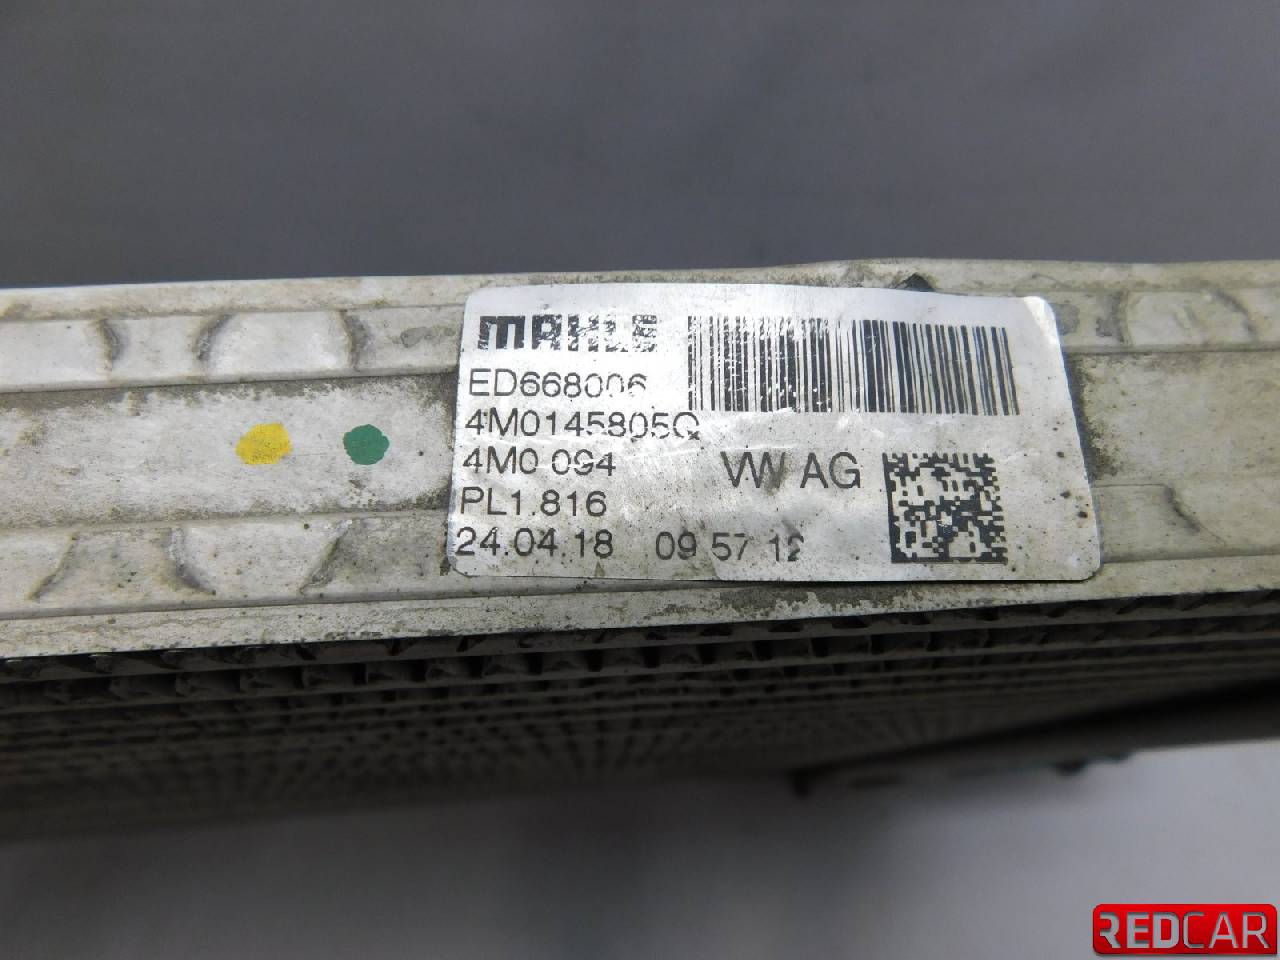 MAHLE
ED668006
4M0145805Q
4M0 094 VW AG
PL1.816
24.04.18 09 57 12
REDCAR